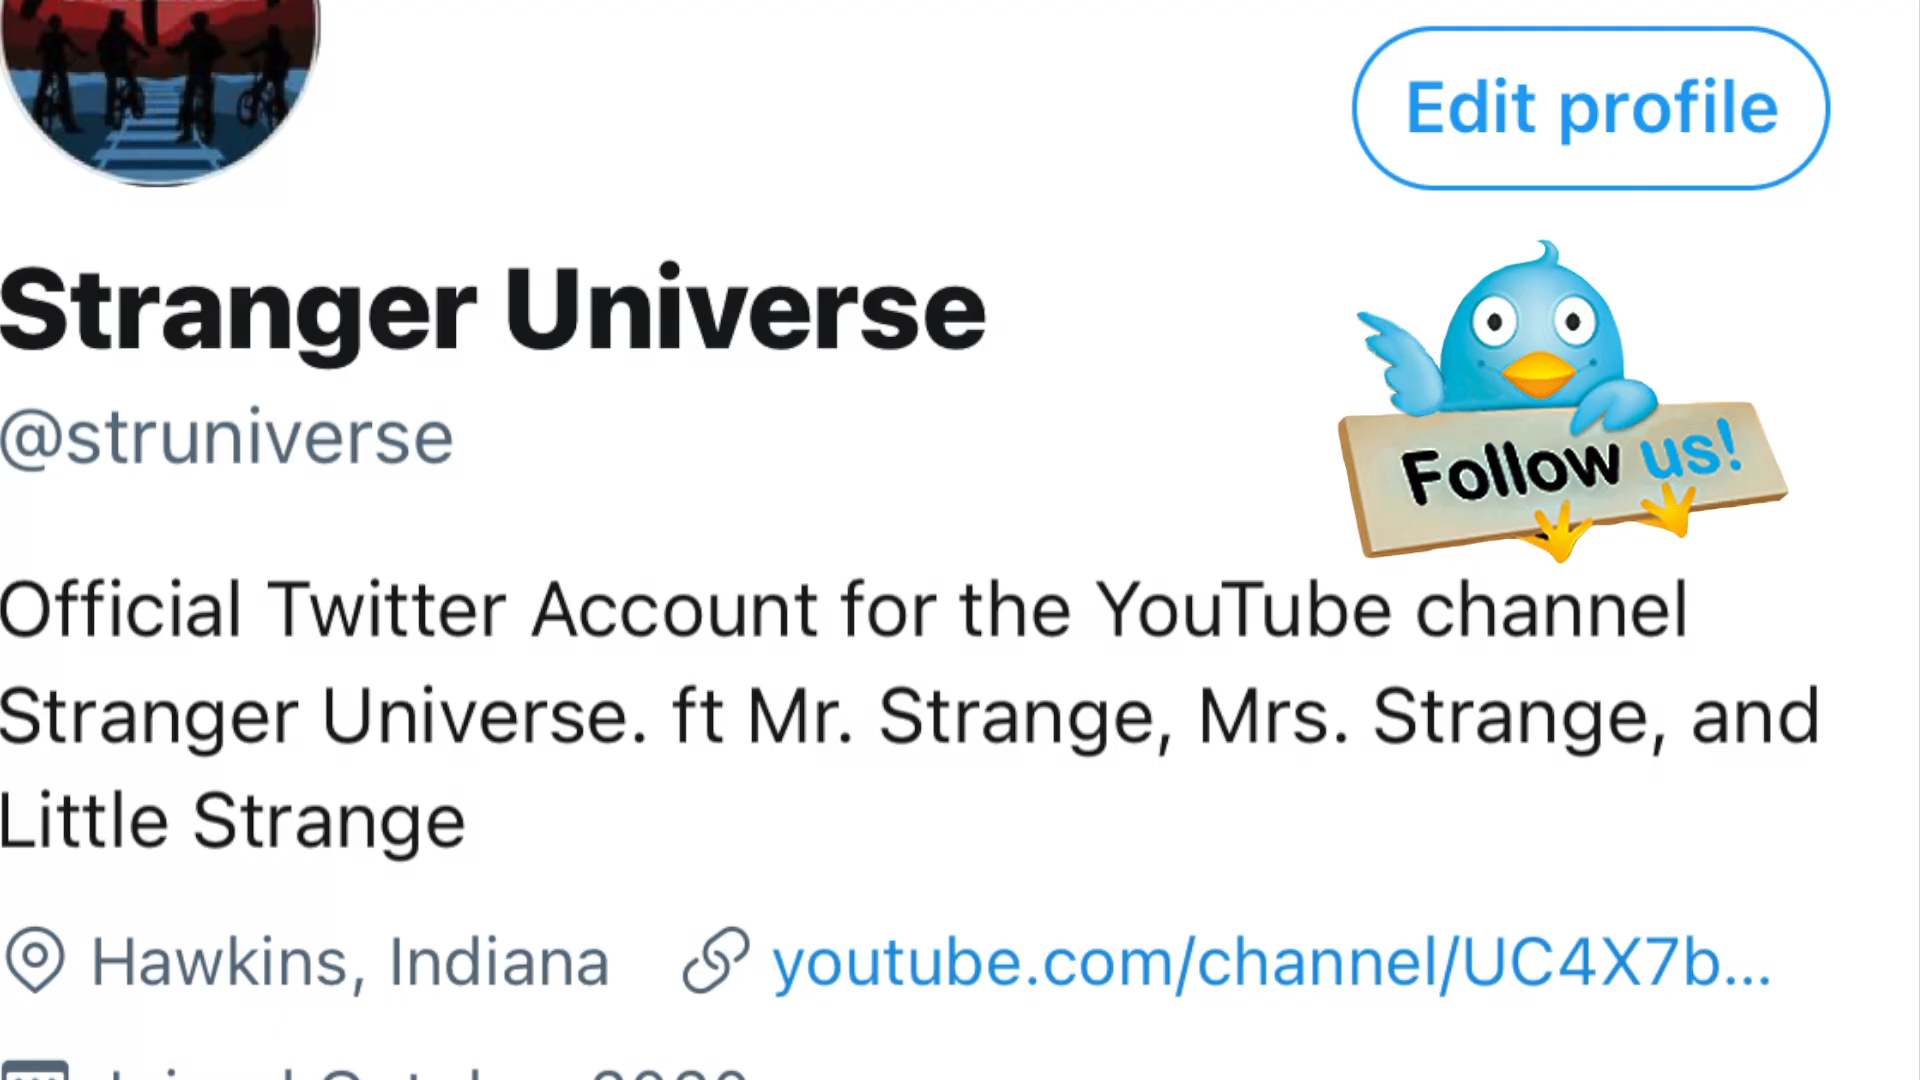 Edit profile
Stranger Universe
@struniverse
Follow us!
Official Twitter Account for the YouTube channel
Stranger Universe. ft Mr. Strange, Mrs. Strange, and
Little Strange
Hawkins, Indiana youtube.com/channel/UC4X7b...